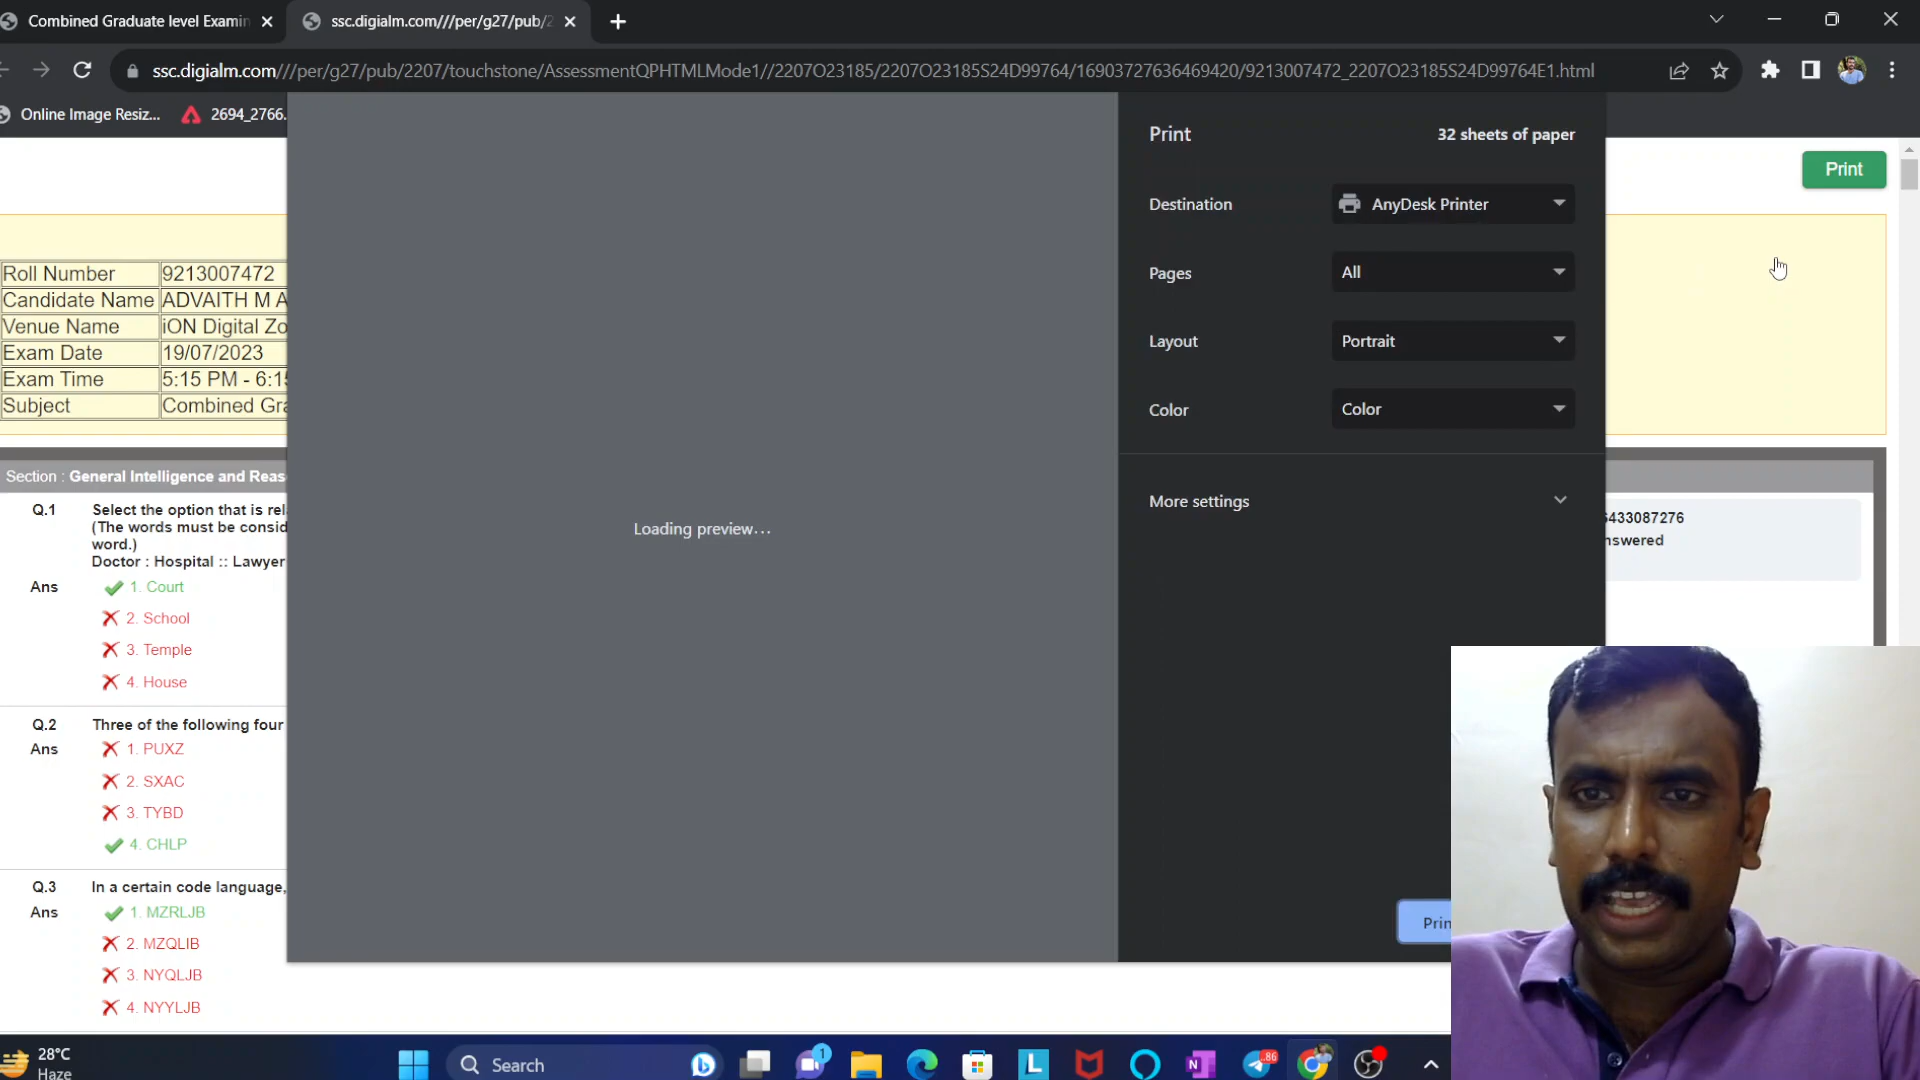 Combined Graduate level Examin
ssc.digialm.com///per/g27/pub/2
ssc.digialm.com///per/g27/pub/2207/touchstone/AssessmentQPHTMLMode1//2207O23185/2207O23185S24D99764/16903727636469420/9213007472_2207O23185S24D99764E1.html
Online Image Resiz...
2694_2766.
Print
32 sheets of paper
Print
Destination
AnyDesk Printer
Pages
All
Layout
Portrait
Color
Color
More settings
Loading preview...
Prin
Roll Number 9213007472
Candidate Name ADVAITH M A
Venue Name iON Digital Zo
Exam Date 19/07/2023
Exam Time 5:15 PM - 6:15
Subject Combined Gra
Section : General Intelligence and Reas
Q.1 Select the option that is rel
(The words must be consid
word.)
Doctor : Hospital :: Lawyer
Ans 1. Court
2. School
3. Temple
4. House
6433087276
nswered
Q.2 Three of the following four
Ans 1. PUXZ
2. SXAC
3. TYBD
4. CHLP
Q.3 In a certain code language,
Ans 1. MZRLJB
2. MZQLIB
3. NYQLJB
4. NYYLJB
28°C
Haze
Search
1
L
N
86